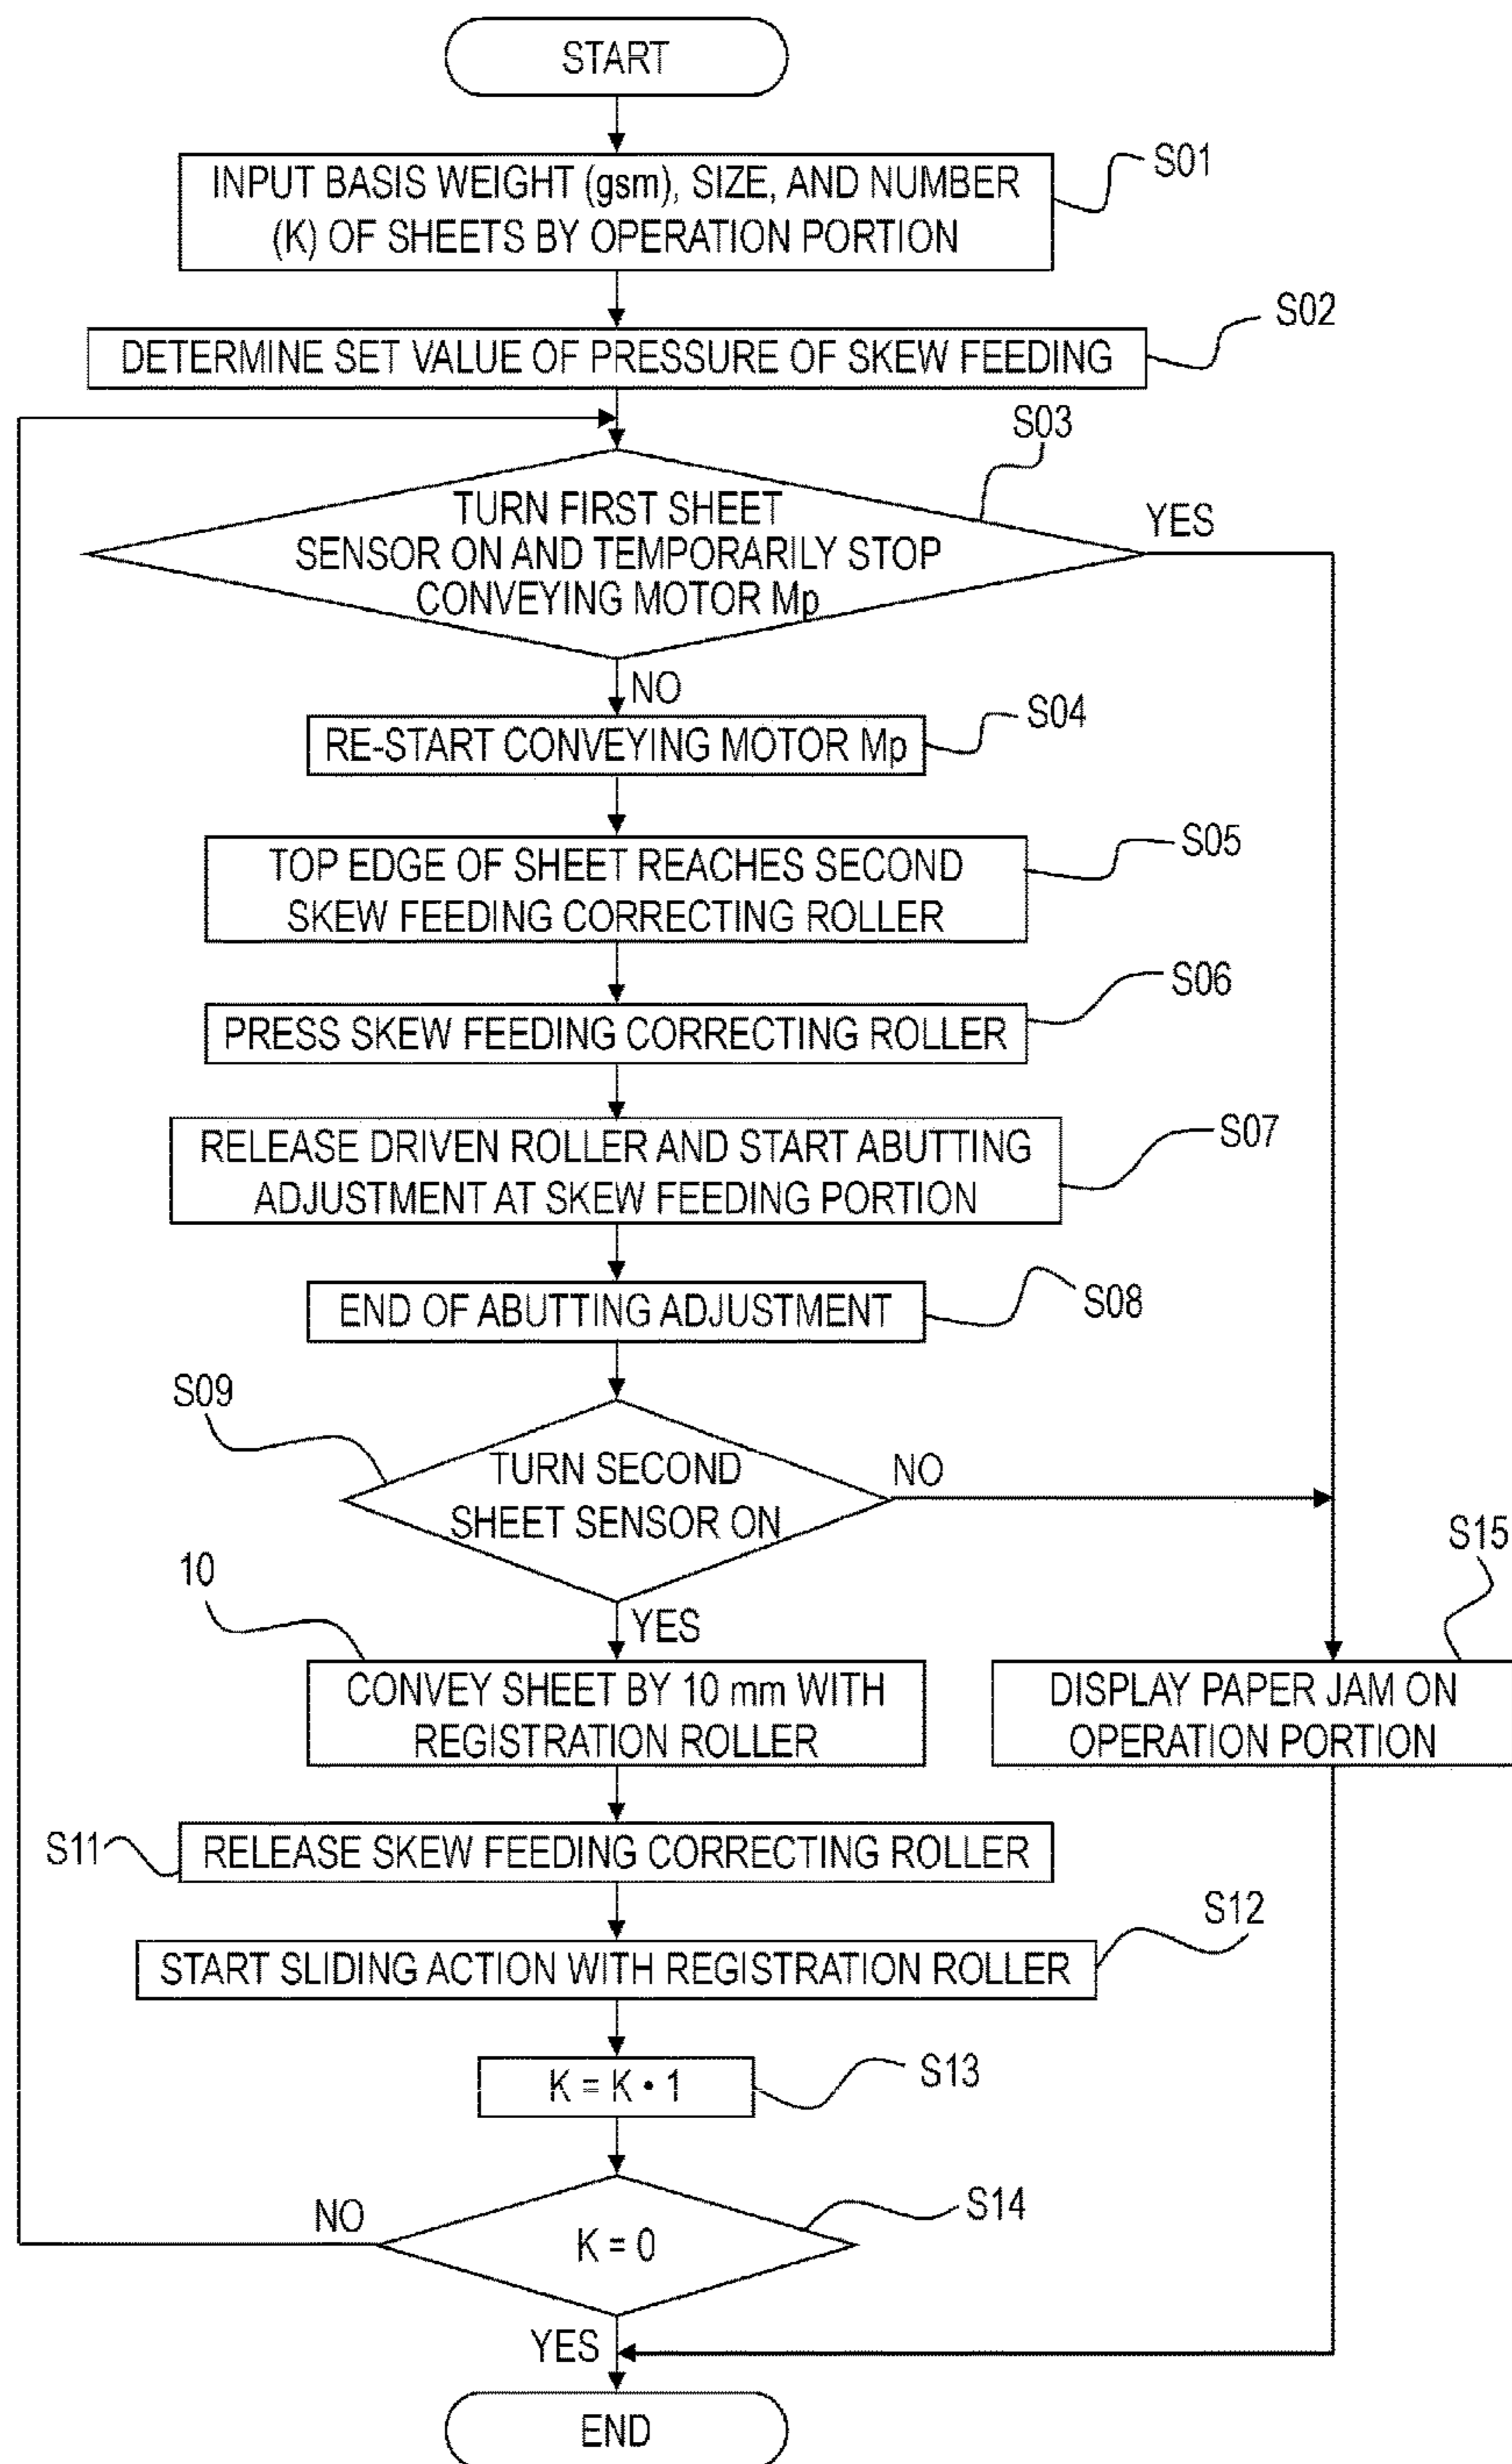 START
INPUT BASIS WEIGHT (gsm), SIZE, AND NUMBER
(K) OF SHEETS BY OPERATION PORTION
S01
DETERMINE SET VALUE OF PRESSURE OF SKEW FEEDING
S02
TURN FIRST SHEET
SENSOR ON AND TEMPORARILY STOP
CONVEYING MOTOR Mp
S03
YES
NO
RE-START CONVEYING MOTOR Mp
S04
TOP EDGE OF SHEET REACHES SECOND
SKEW FEEDING CORRECTING ROLLER
S05
PRESS SKEW FEEDING CORRECTING ROLLER
S06
RELEASE DRIVEN ROLLER AND START ABUTTING
ADJUSTMENT AT SKEW FEEDING PORTION
S07
END OF ABUTTING ADJUSTMENT
S08
S09
TURN SECOND
SHEET SENSOR ON
NO
YES
10
CONVEY SHEET BY 10 mm WITH
REGISTRATION ROLLER
S15
DISPLAY PAPER JAM ON
OPERATION PORTION
S11
RELEASE SKEW FEEDING CORRECTING ROLLER
S12
START SLIDING ACTION WITH REGISTRATION ROLLER
K = K • 1
S13
NO
K = 0
S14
YES
END